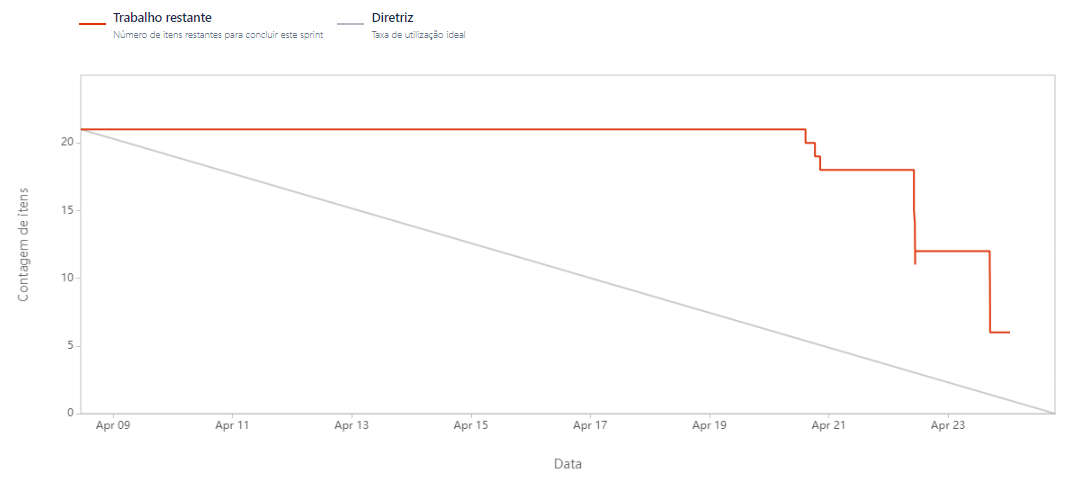 Trabalho restante
Número de itens restantes para concluir este sprint
Diretriz
Taxa de utilização ideal
Contagem de itens
20
15
10
5
0
Apr 09
Apr 11
Apr 13
Apr 15
Apr 17
Apr 19
Apr 21
Apr 23
Data